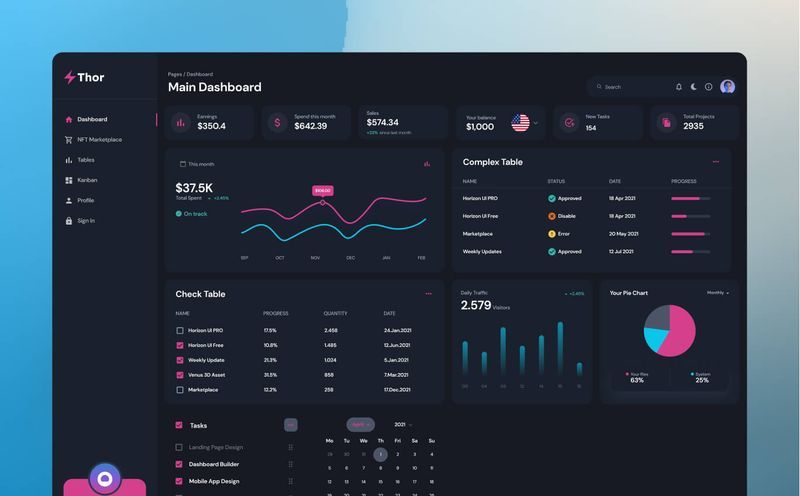 Thor
Dashboard
NFT Marketplace
Tables
Kanban
Profile
Sign In
Pages / Dashboard
Main Dashboard
Search
Earnings
$350.4
Spend this month
$642.39
Sales
$574.34
+23% since last month
Your balance
$1,000
New Tasks
154
Total Projects
2935
This month
$37.5K
Total Spent +2.45%
On track
$108.00
SEP OCT NOV DEC JAN FEB
Complex Table
NAME STATUS DATE PROGRESS
Horizon UI PRO Approved 18 Apr 2021
Horizon UI Free Disable 18 Apr 2021
Marketplace Error 20 May 2021
Weekly Updates Approved 12 Jul 2021
Check Table
NAME PROGRESS QUANTITY DATE
Horizon UI PRO 17.5% 2.458 24.Jan.2021
Horizon UI Free 10.8% 1.485 12.Jun.2021
Weekly Update 21.3% 1.024 5.Jan.2021
Venus 3D Asset 31.5% 858 7.Mar.2021
Marketplace 12.2% 258 17.Dec.2021
Daily Traffic +2.45%
2.579 Visitors
00 04 08 12 14 16 18
Your Pie Chart Monthly
Your files
63%
System
25%
Tasks
Landing Page Design
Dashboard Builder
Mobile App Design
April 2021
Mo Tu We Th Fr Sa Su
29 30 31 1 2 3 4
5 6 7 8 9 10 11
12 13 14 15 16 17 18